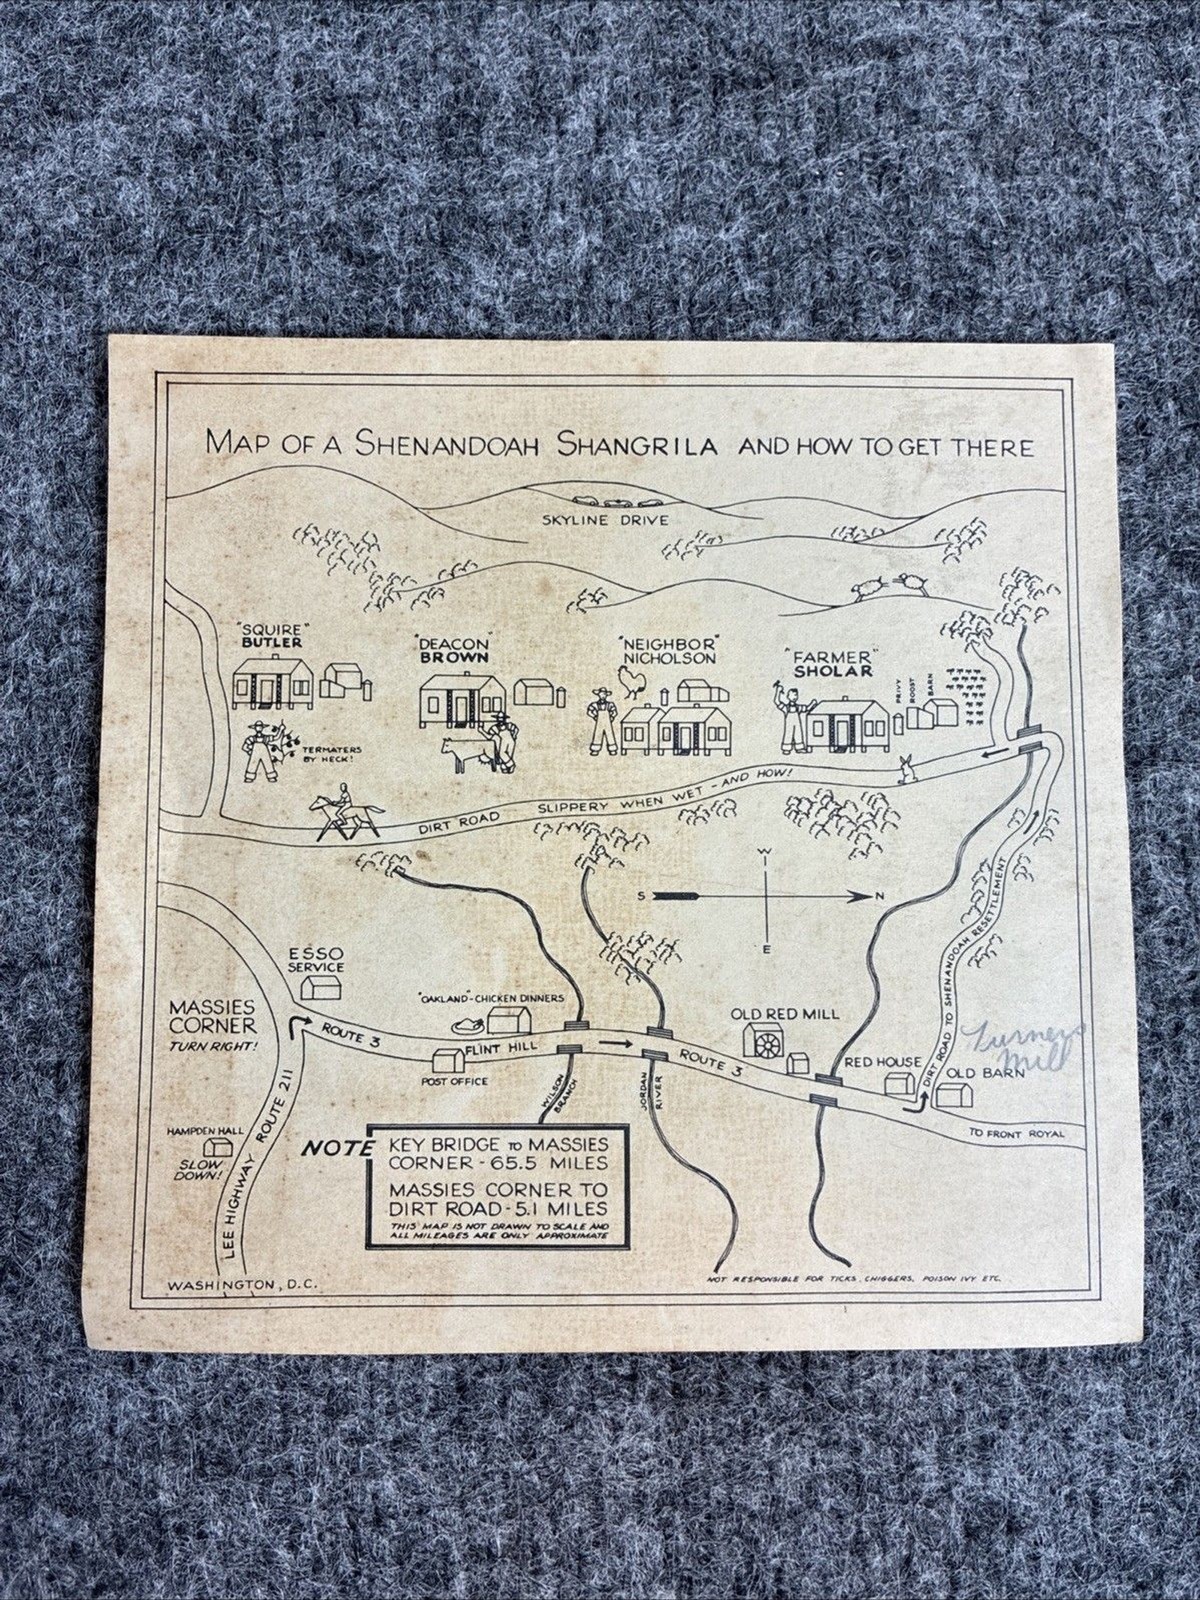 MAP OF A SHENANDOAH SHANGRILA AND HOW TO GET THERE
SKYLINE DRIVE
"SQUIRE"
BUTLER
"DEACON"
BROWN
"NEIGHBOR"
NICHOLSON
"FARMER"
SHOLAR
PRIVY
ROOST
BARN
TERMATERS
BY HECK!
DIRT ROAD SLIPPERY WHEN WET - AND HOW!
W
S N
E
ESSO
SERVICE
MASSIES
CORNER
TURN RIGHT!
ROUTE 3
"OAKLAND" - CHICKEN DINNERS
FLINT HILL
POST OFFICE
WILSON
BRANCH
JORDAN
RIVER
ROUTE 3
OLD RED MILL
RED HOUSE
DIRT ROAD TO SHENANDOAH RESETTLEMENT
Turners
Mill
OLD BARN
TO FRONT ROYAL
HAMPDEN HALL
SLOW
DOWN!
LEE HIGHWAY ROUTE 211
NOTE
KEY BRIDGE TO MASSIES
CORNER - 65.5 MILES
MASSIES CORNER TO
DIRT ROAD - 5.1 MILES
THIS MAP IS NOT DRAWN TO SCALE AND
ALL MILEAGES ARE ONLY APPROXIMATE
WASHINGTON, D.C.
NOT RESPONSIBLE FOR TICKS, CHIGGERS, POISON IVY ETC.